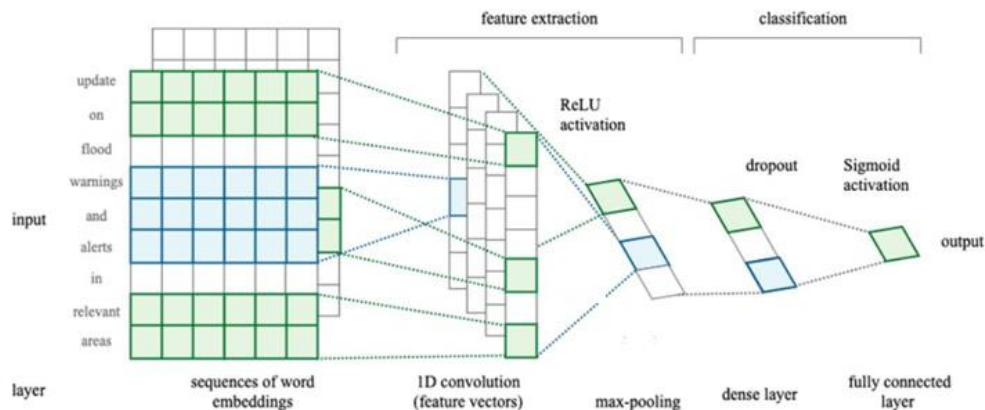 feature extraction
classification
update
on
flood
warnings
and
alerts
in
relevant
areas
input
ReLU
activation
dropout
Sigmoid
activation
output
layer
sequences of word
embeddings
1D convolution
(feature vectors)
max-pooling
dense layer
fully connected
layer